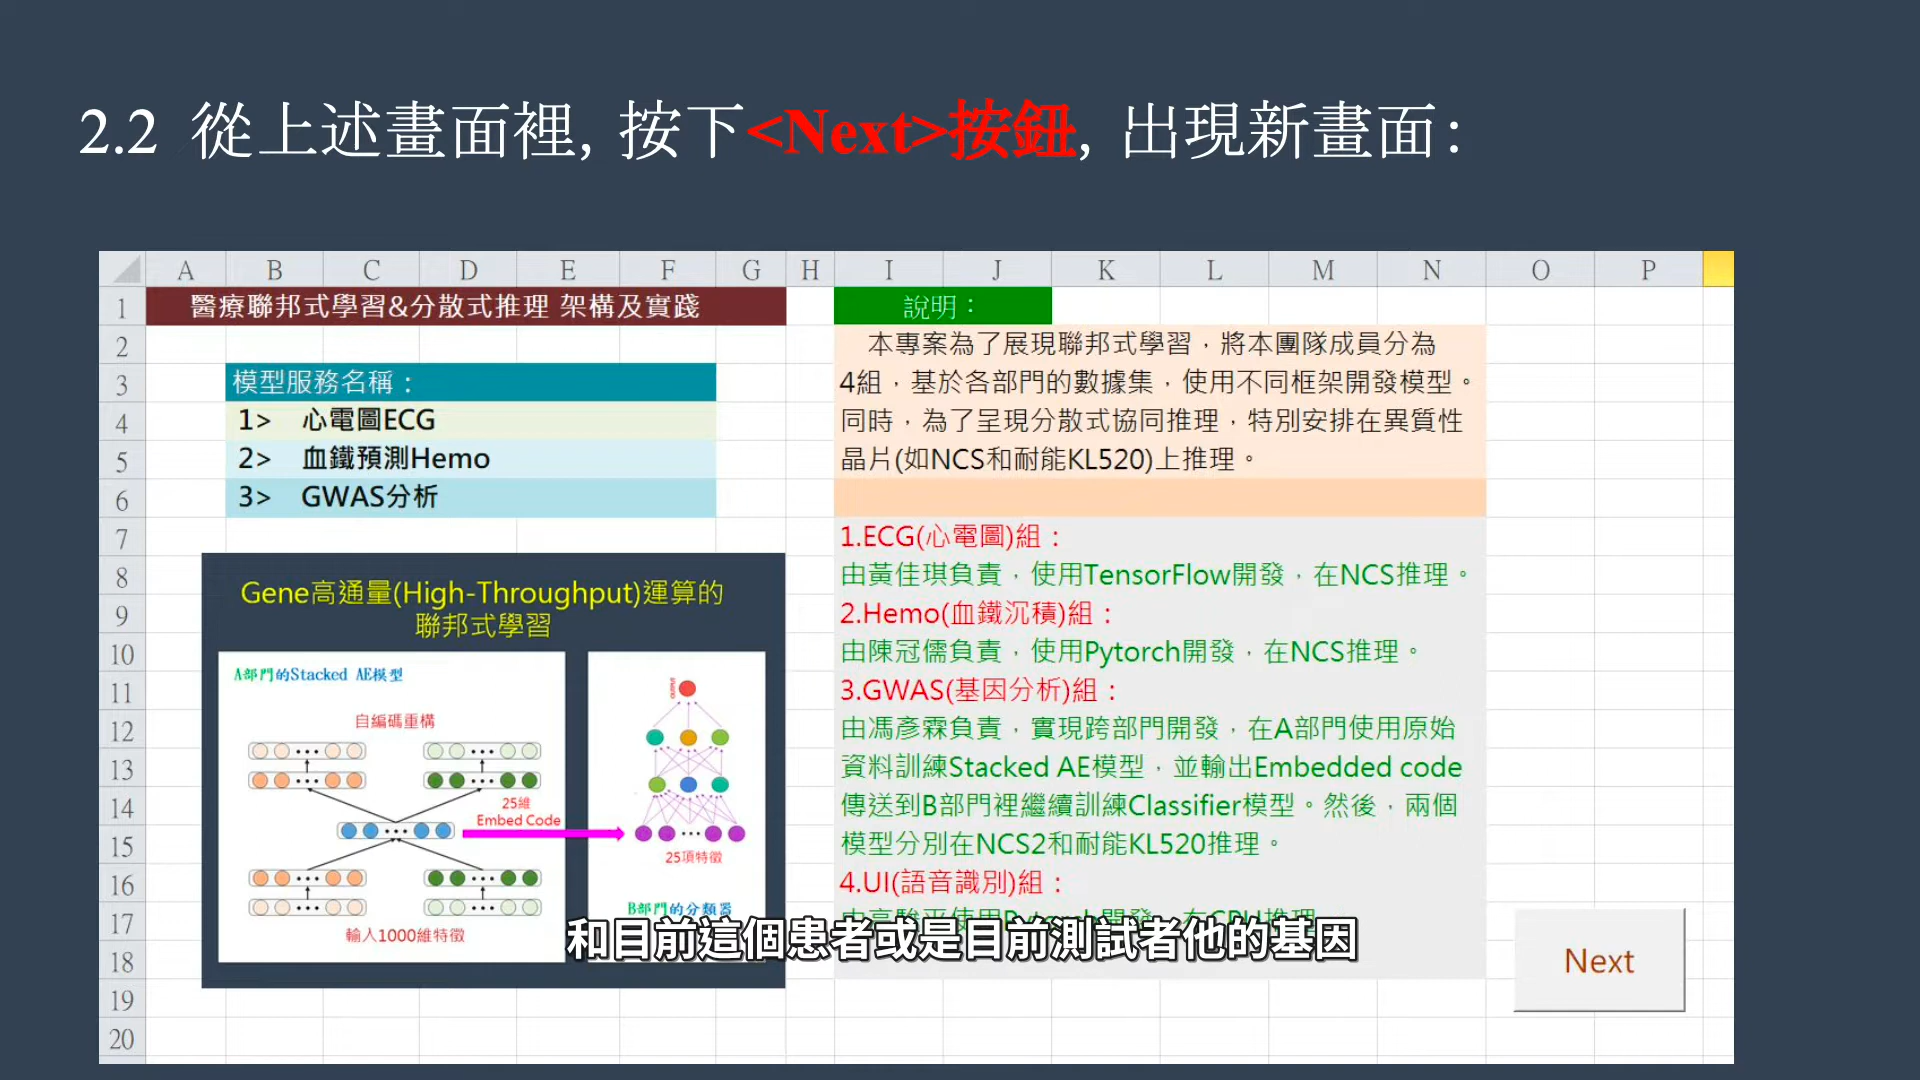 2.2 從上述畫面裡, 按下<Next>按鈕, 出現新畫面:
A B C D E F G H I J K L M N O P
1
2
3
4
5
6
7
8
9
10
11
12
13
14
15
16
17
18
19
20
醫療聯邦式學習&分散式推理 架構及實踐
模型服務名稱：
1> 心電圖ECG
2> 血鐵預測Hemo
3> GWAS分析
Gene高通量(High-Throughput)運算的
聯邦式學習
A部門的Stacked AE模型
自編碼重構
25維
Embed Code
輸入1000維特徵
25項特徵
B部門的分類器
說明：
本專案為了展現聯邦式學習，將本團隊成員分為
4組，基於各部門的數據集，使用不同框架開發模型。
同時，為了呈現分散式協同推理，特別安排在異質性
晶片(如NCS和耐能KL520)上推理。
1.ECG(心電圖)組：
由黃佳琪負責，使用TensorFlow開發，在NCS推理。
2.Hemo(血鐵沉積)組：
由陳冠儒負責，使用Pytorch開發，在NCS推理。
3.GWAS(基因分析)組：
由馮彥霖負責，實現跨部門開發，在A部門使用原始
資料訓練Stacked AE模型，並輸出Embedded code
傳送到B部門裡繼續訓練Classifier模型。然後，兩個
模型分別在NCS2和耐能KL520推理。
4.UI(語音識別)組：
Next
和目前這個患者或是目前測試者他的基因